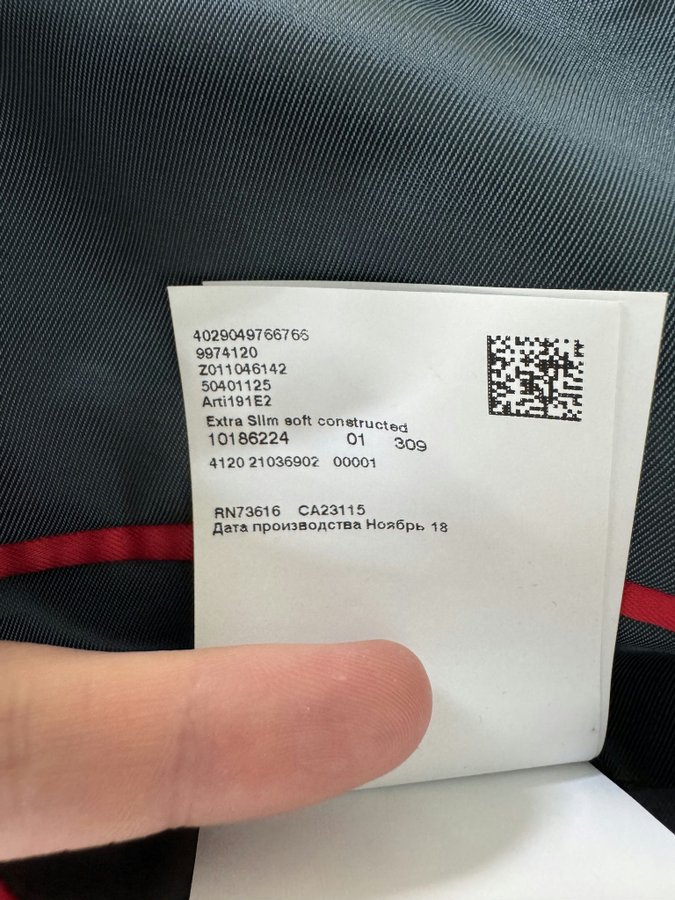 4029049766766
9974120
Z011046142
50401125
Arti191E2
Extra Slim soft constructed
10186224 01 309
4120 21036902 00001
RN73616 CA23115
Дата производства Ноябрь 18